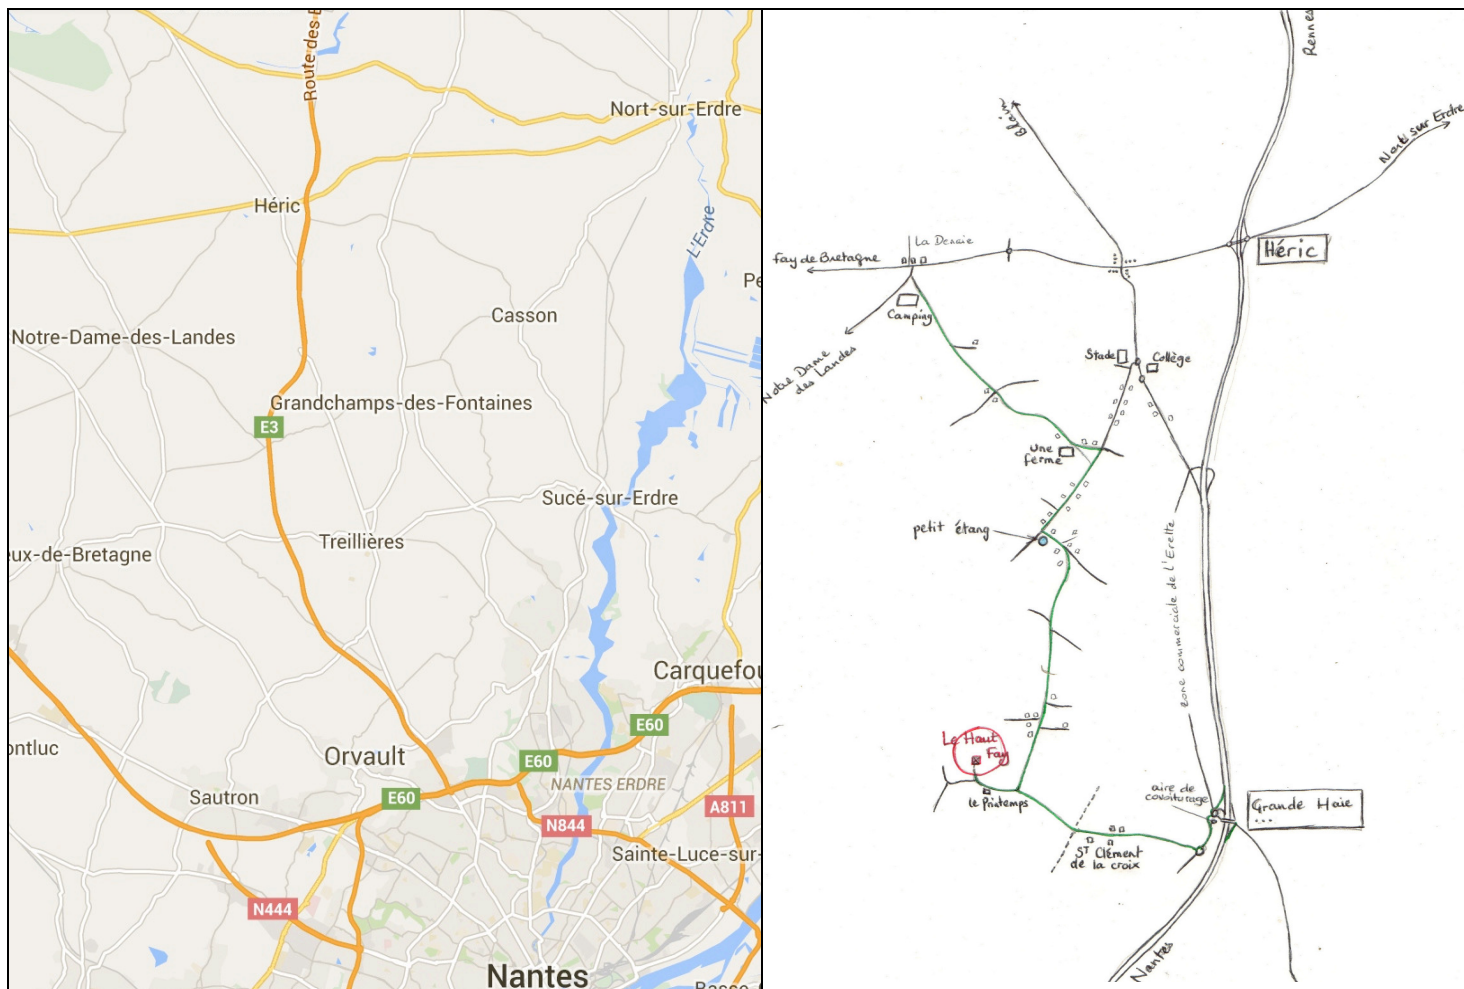 Route des E
Nort-sur-Erdre
Héric
L'Erdre
Pe
Casson
Notre-Dame-des-Landes
Grandchamps-des-Fontaines
E3
Sucé-sur-Erdre
Treillières
eux-de-Bretagne
Carquefou
E60
ontluc
Orvault
E60
NANTES ERDRE
Sautron
E60
A811
N844
Sainte-Luce-sur-
N444
Nantes
Basse-
Rennes
Blain
Nort sur Erdre
La Denaie
Fay de Bretagne
Héric
Camping
Notre Dame
des Landes
Stade
Collège
une
ferme
petit étang
zone commerciale de l'Erette
Le Haut
Fay
le Printemps
aire de
covoiturage
Grande Haie
...
ST Clément
de la croix
Nantes